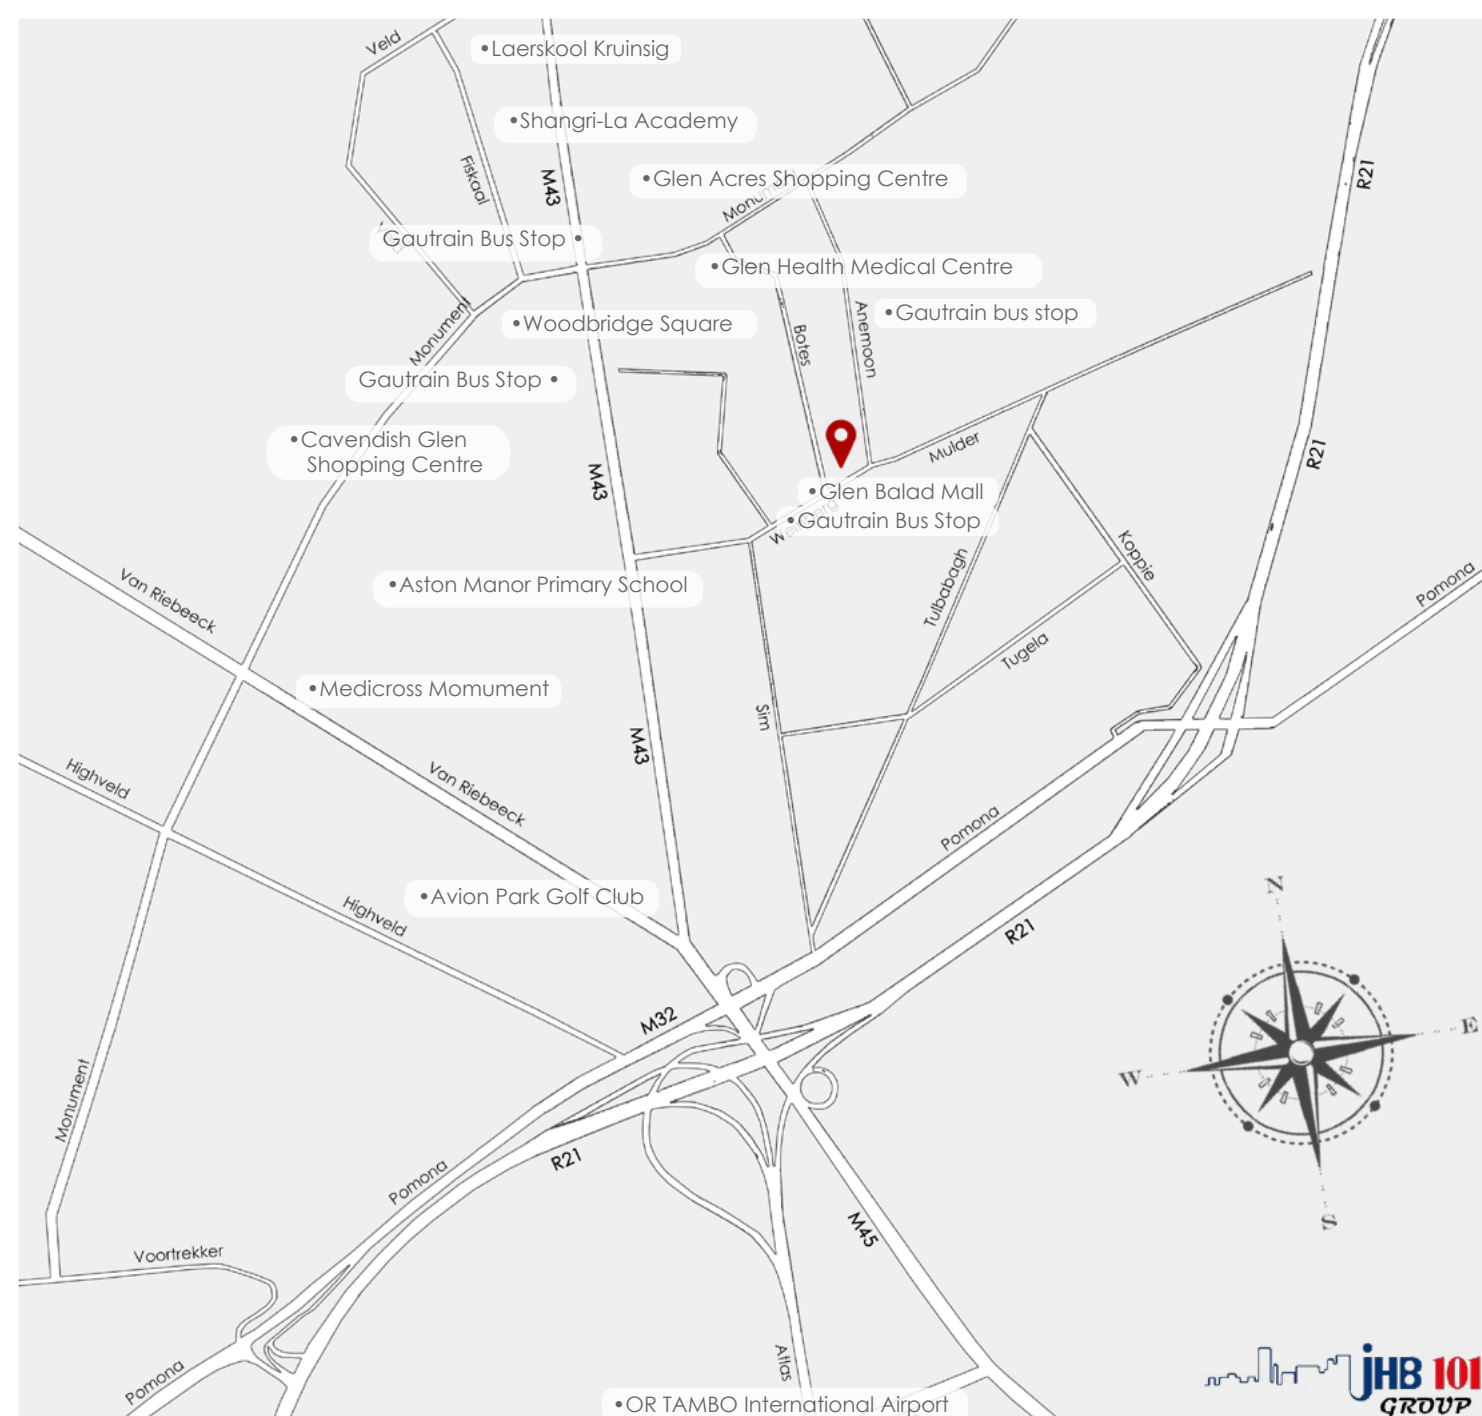 Veld
•Laerskool Kruinsig
•Shangri-La Academy
Fiskaal
M43
•Glen Acres Shopping Centre
Monument
R21
Gautrain Bus Stop •
•Glen Health Medical Centre
Monument
•Woodbridge Square
Botes
Anemoon
•Gautrain bus stop
Gautrain Bus Stop •
•Cavendish Glen
Shopping Centre
M43
Mulder
R21
•Glen Balad Mall
•Gautrain Bus Stop
Van Riebeeck
•Aston Manor Primary School
Tulbabagh
Koppie
Pomona
Tugela
•Medicross Momument
Sim
M43
Highveld
Van Riebeeck
Pomona
•Avion Park Golf Club
Highveld
R21
N
M32
E
W
S
Monument
R21
Pomona
M45
Voortrekker
Atlas
Pomona
•OR TAMBO International Airport
jHB 101
GROUP